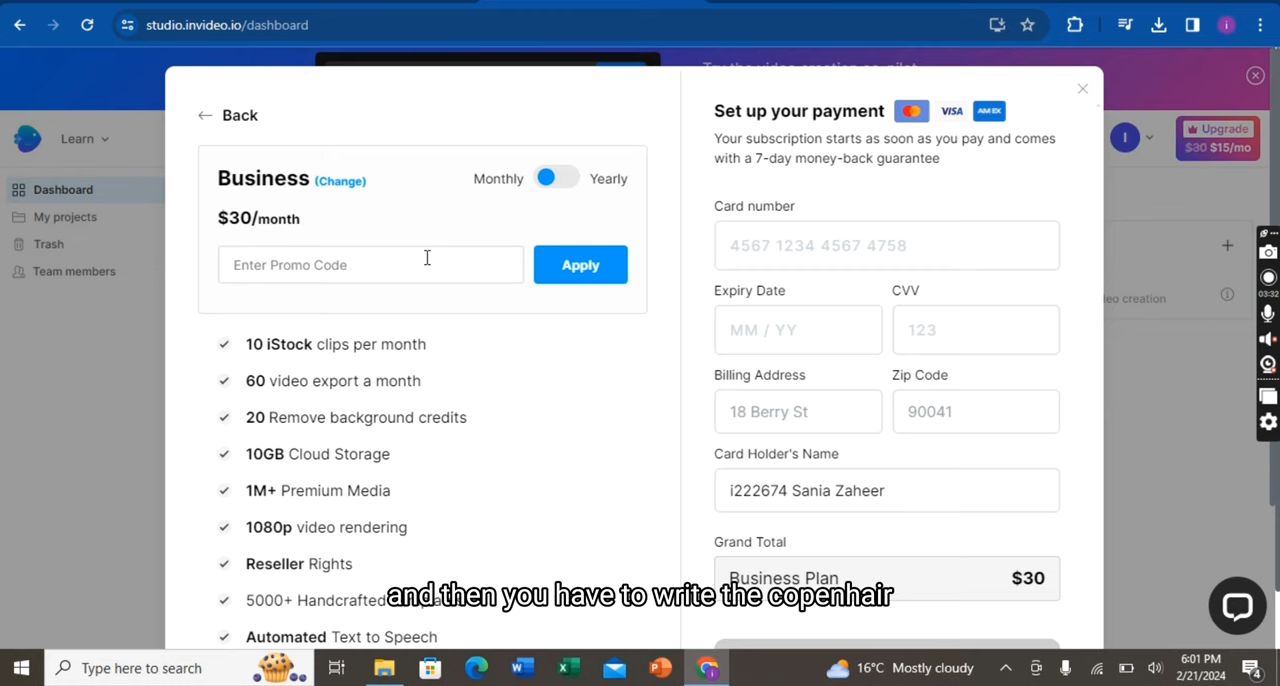 studio.invideo.io/dashboard
Learn
Upgrade
$30 $15/mo
Dashboard
My projects
Trash
Team members
Back
Business (Change)
Monthly
Yearly
$30/month
Enter Promo Code
Apply
10 iStock clips per month
60 video export a month
20 Remove background credits
10GB Cloud Storage
1M+ Premium Media
1080p video rendering
Reseller Rights
5000+ Handcrafted
Automated Text to Speech
Set up your payment
VISA
AM EX
Your subscription starts as soon as you pay and comes
with a 7-day money-back guarantee
Card number
4567 1234 4567 4758
Expiry Date
CVV
MM / YY
123
Billing Address
Zip Code
18 Berry St
90041
Card Holder's Name
i222674 Sania Zaheer
Grand Total
Business Plan
$30
and then you have to write the copenhair
03:32
Type here to search
16°C Mostly cloudy
6:01 PM
2/21/2024
4